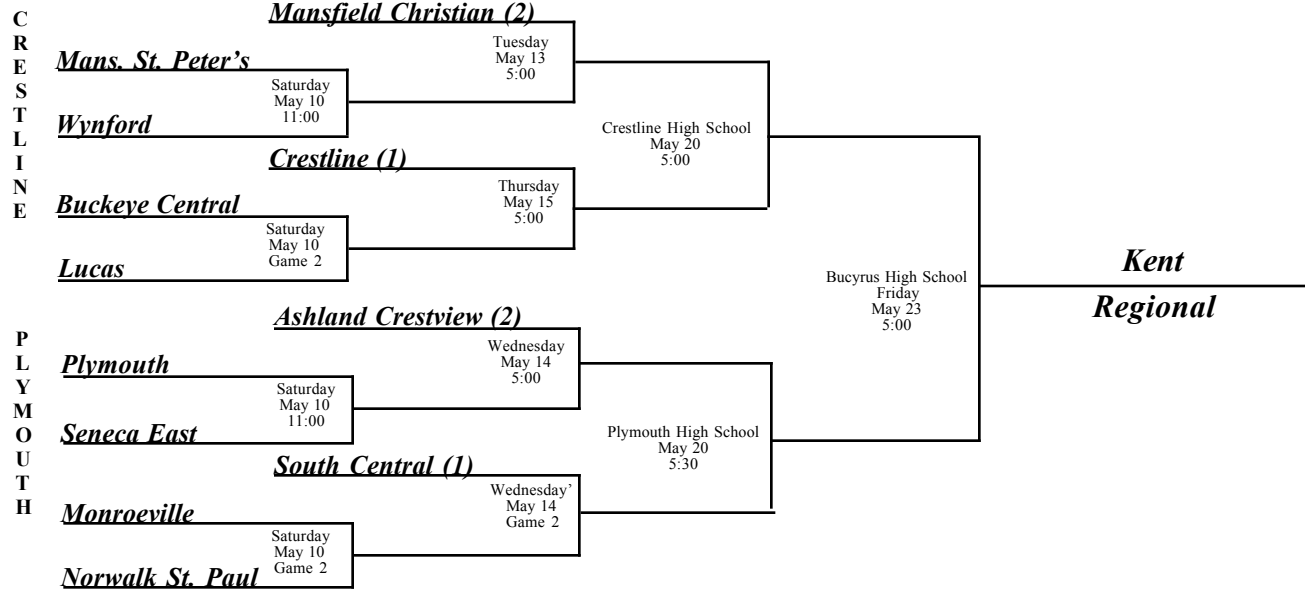 CRESTLINE
Mansfield Christian (2)
Tuesday
May 13
5:00
Mans. St. Peter’s
Saturday
May 10
11:00
Wynford
Crestline High School
May 20
5:00
Crestline (1)
Thursday
May 15
5:00
Buckeye Central
Saturday
May 10
Game 2
Lucas
Bucyrus High School
Friday
May 23
5:00
Kent
Regional
PLYMOUTH
Ashland Crestview (2)
Wednesday
May 14
5:00
Plymouth
Saturday
May 10
11:00
Seneca East
Plymouth High School
May 20
5:30
South Central (1)
Wednesday’
May 14
Game 2
Monroeville
Saturday
May 10
Game 2
Norwalk St. Paul